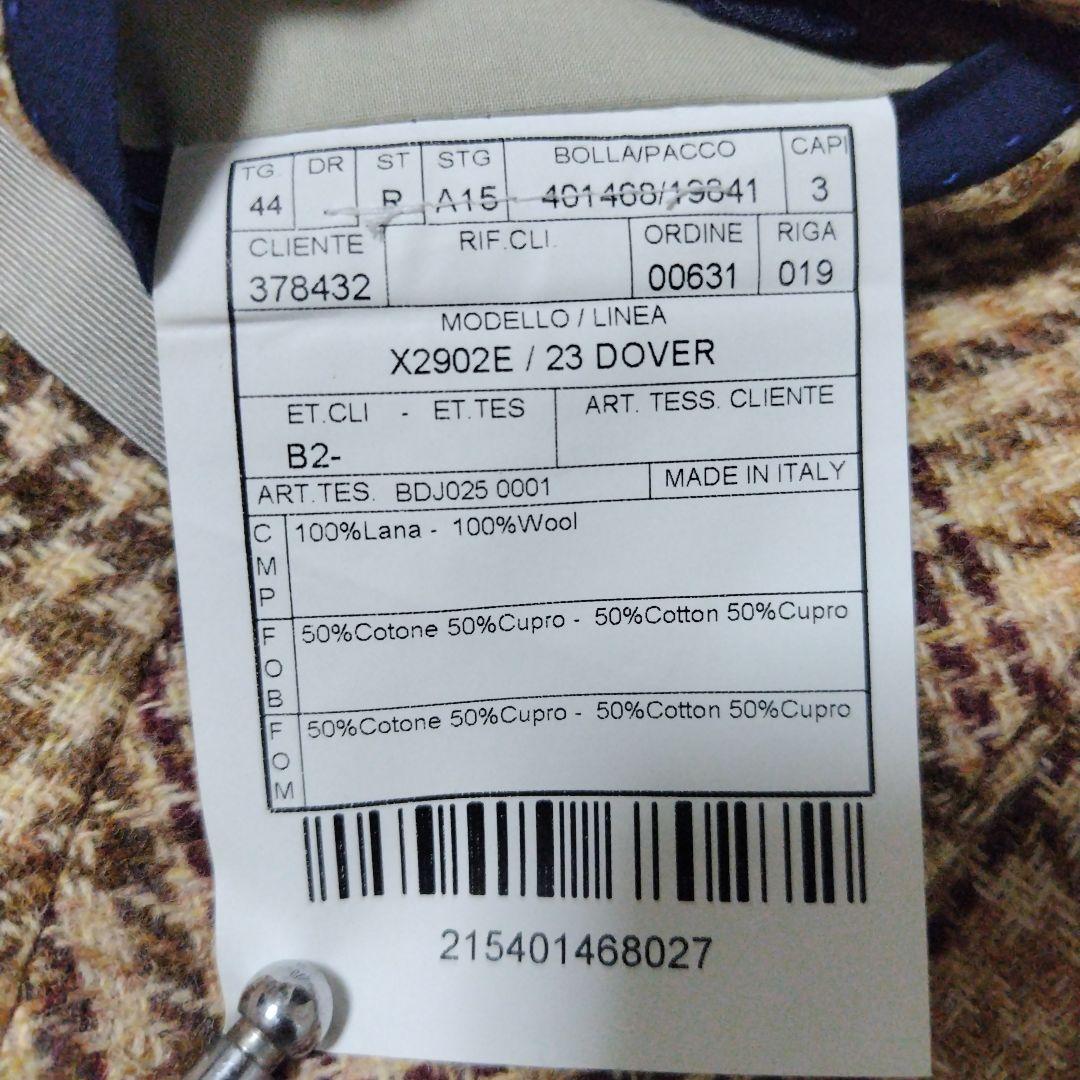 TG. DR ST STG BOLLA/PACCO CAPI
44 R A15 401468/19841 3
CLIENTE RIF.CLI. ORDINE RIGA
378432 00631 019
MODELLO / LINEA
X2902E / 23 DOVER
ET.CLI - ET.TES ART. TESS. CLIENTE
B2-
ART.TES. BDJ025 0001 MADE IN ITALY
CMP 100%Lana - 100%Wool
FOB 50%Cotone 50%Cupro - 50%Cotton 50%Cupro
FOM 50%Cotone 50%Cupro - 50%Cotton 50%Cupro
215401468027